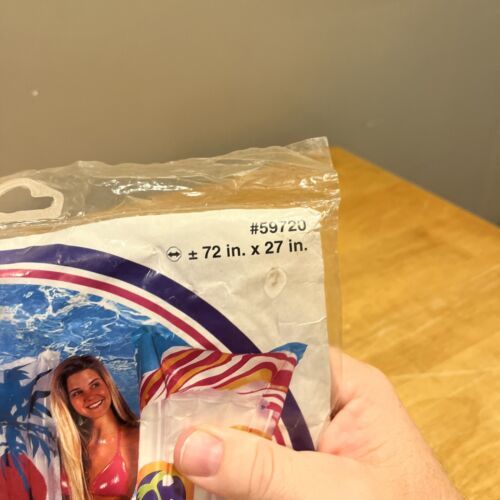 #59720
± 72 in. x 27 in.